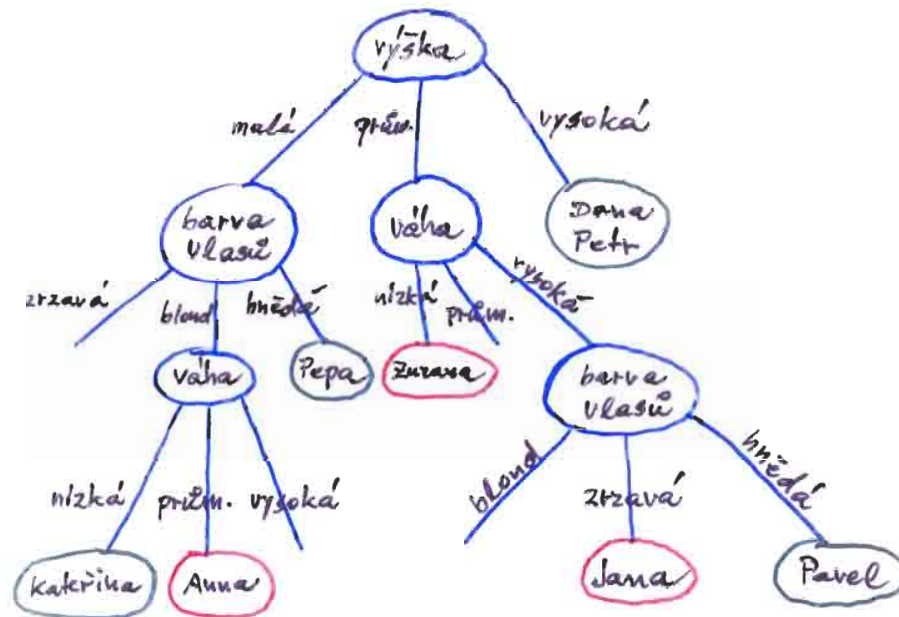 výška
malá
prům.
vysoká
barva
vlasů
váha
Dana
Petr
zrzavá
blond
hnědá
nízká
prům.
vysoká
váha
Pepa
Zuzana
barva
vlasů
nízká
prům.
vysoká
blond
zrzavá
hnědá
Kateřina
Anna
Jana
Pavel